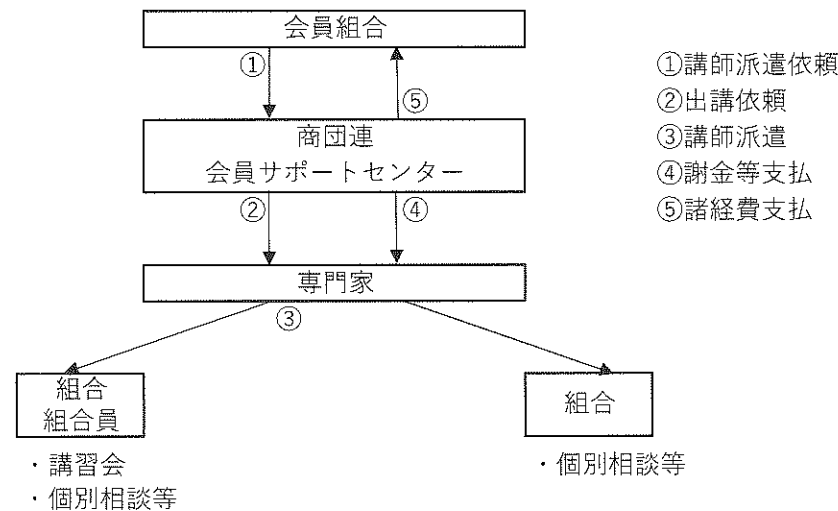 会員組合
①
⑤
商団連
会員サポートセンター
②
④
専門家
③
組合
組合員
・講習会
・個別相談等
組合
・個別相談等
①講師派遣依頼
②出講依頼
③講師派遣
④謝金等支払
⑤諸経費支払